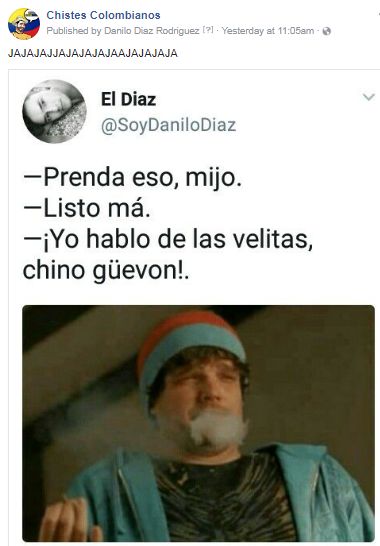 Chistes Colombianos
Published by Danilo Diaz Rodriguez [?] · Yesterday at 11:05am ·
JAJAJAJJAJAJAJAJAAJAJAJAJA
El Diaz
@SoyDaniloDiaz
—Prenda eso, mijo.
—Listo má.
—¡Yo hablo de las velitas,
chino güevon!.